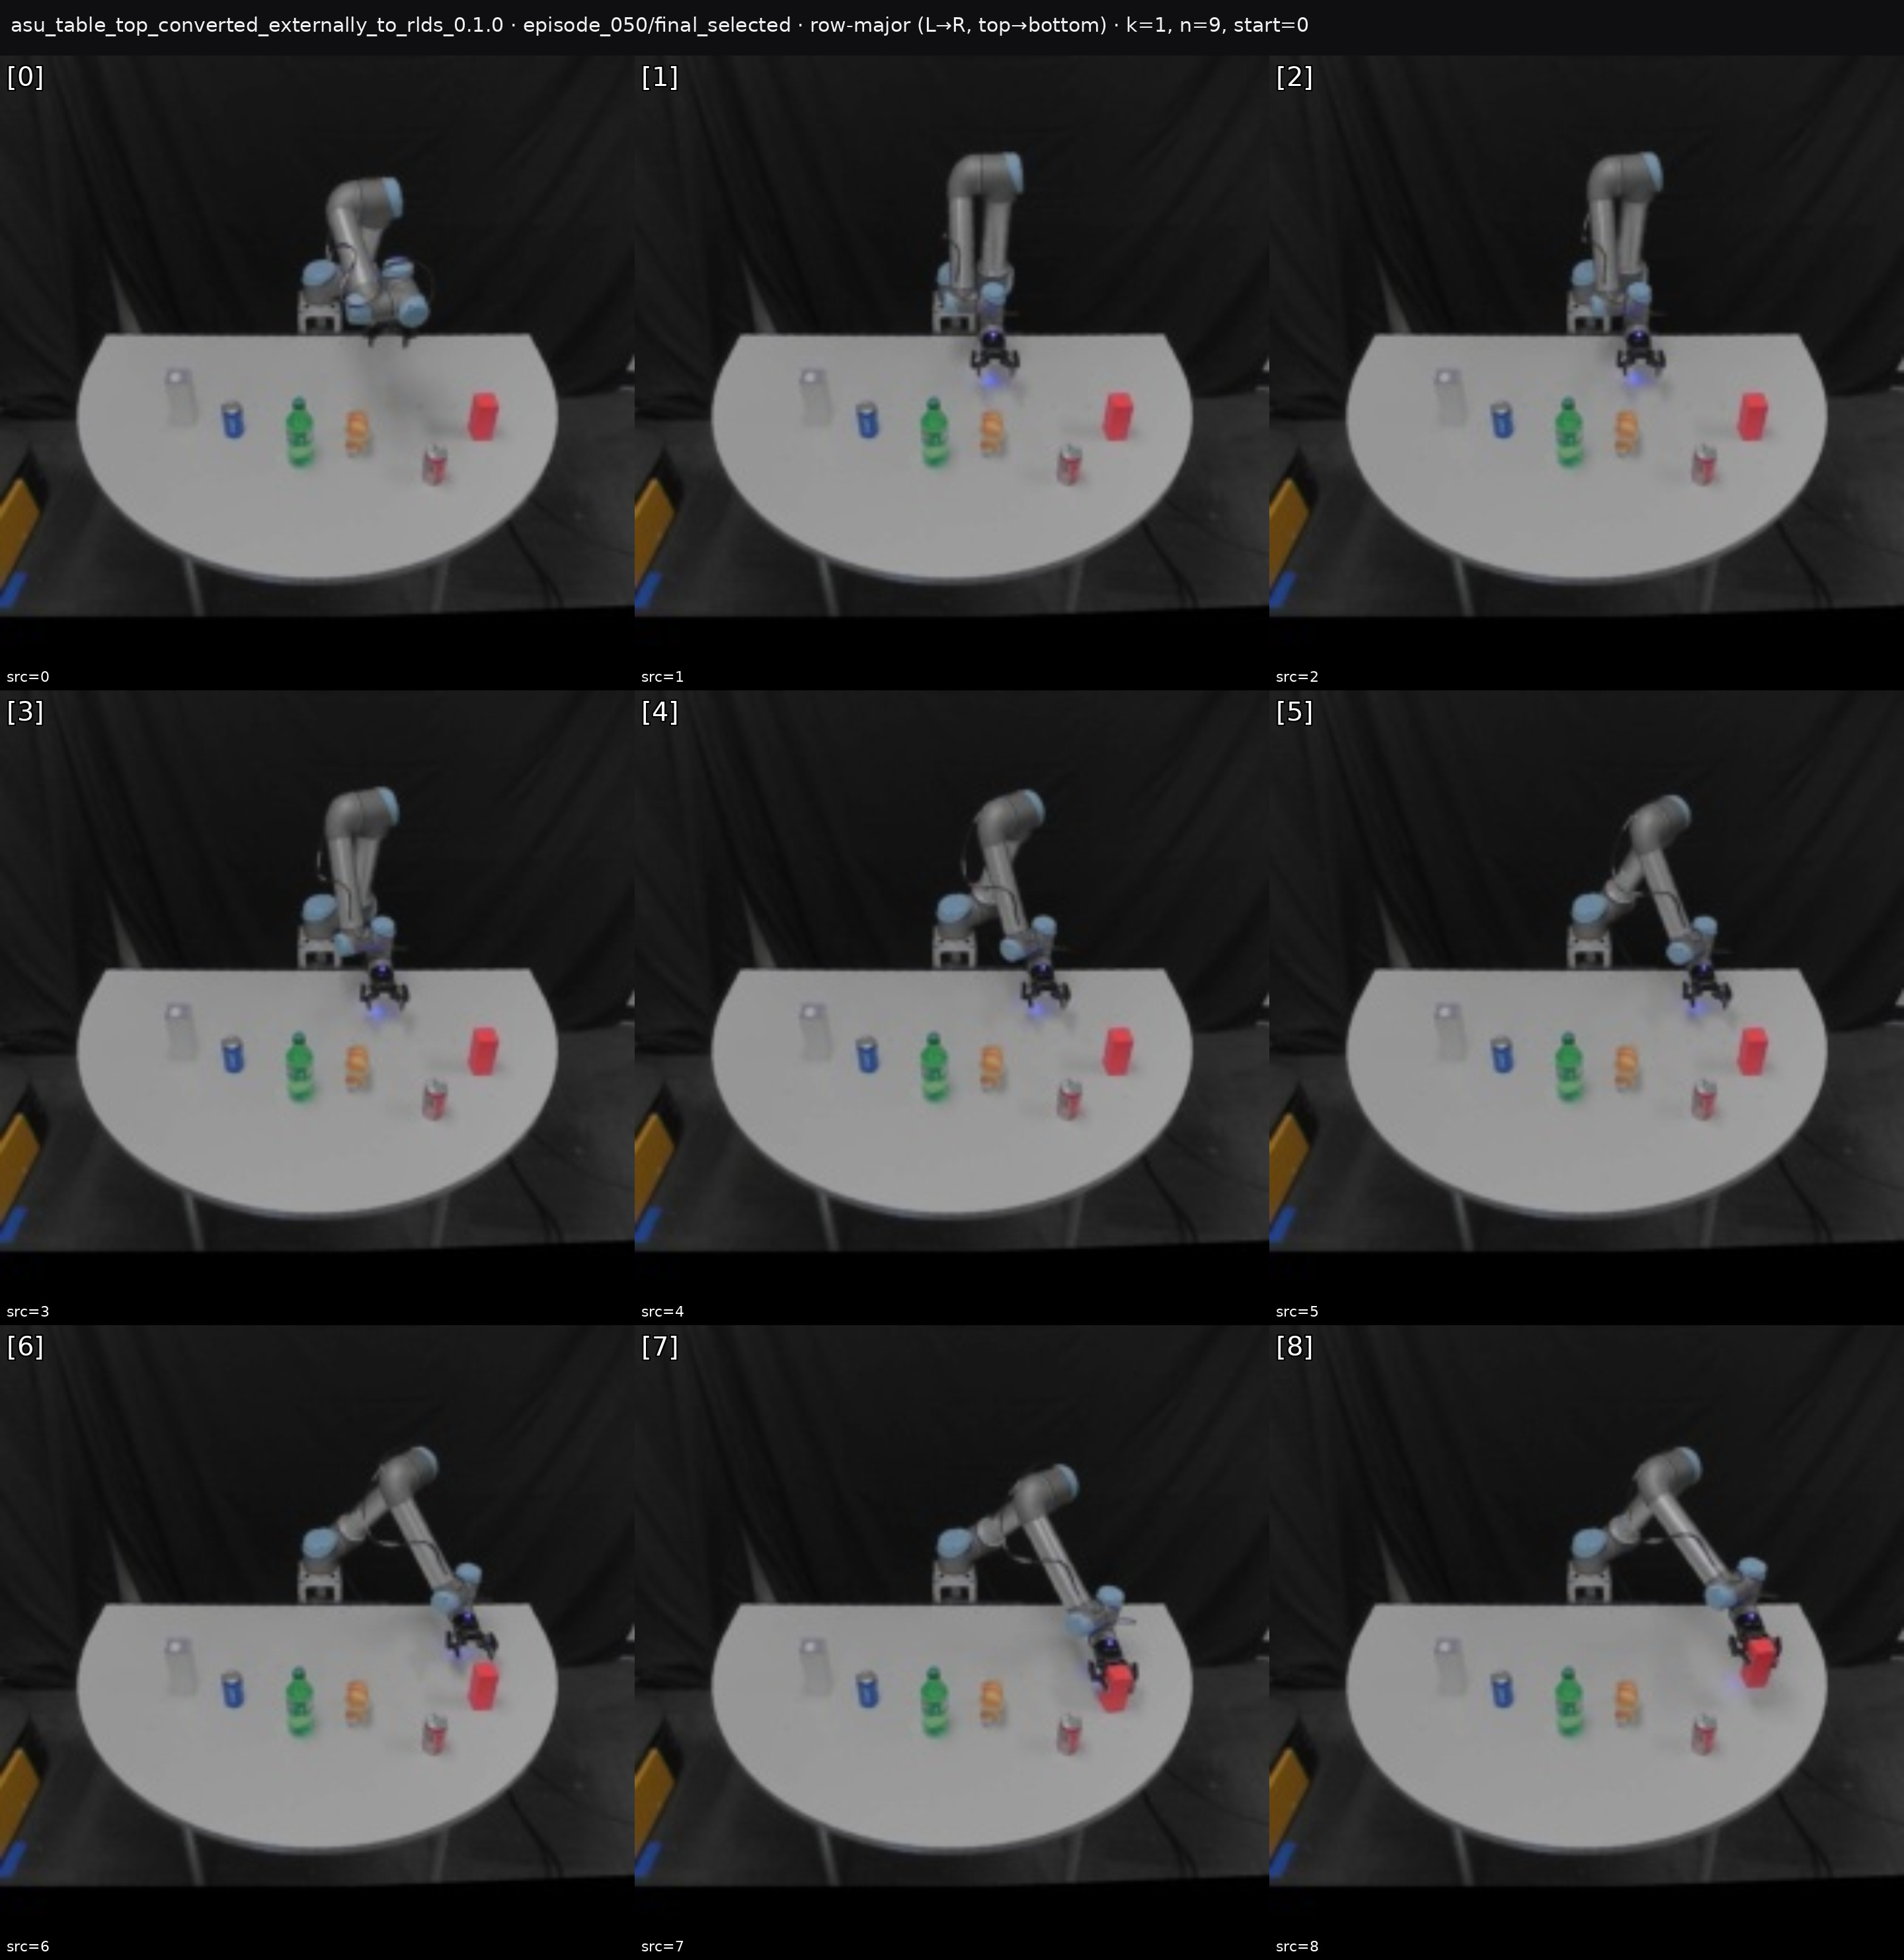 asu_table_top_converted_externally_to_rlds_0.1.0 · episode_050/final_selected · row-major (L→R, top→bottom) · k=1, n=9, start=0
[0]
[1]
[2]
src=0
src=1
src=2
[3]
[4]
[5]
src=3
src=4
src=5
[6]
[7]
[8]
src=6
src=7
src=8